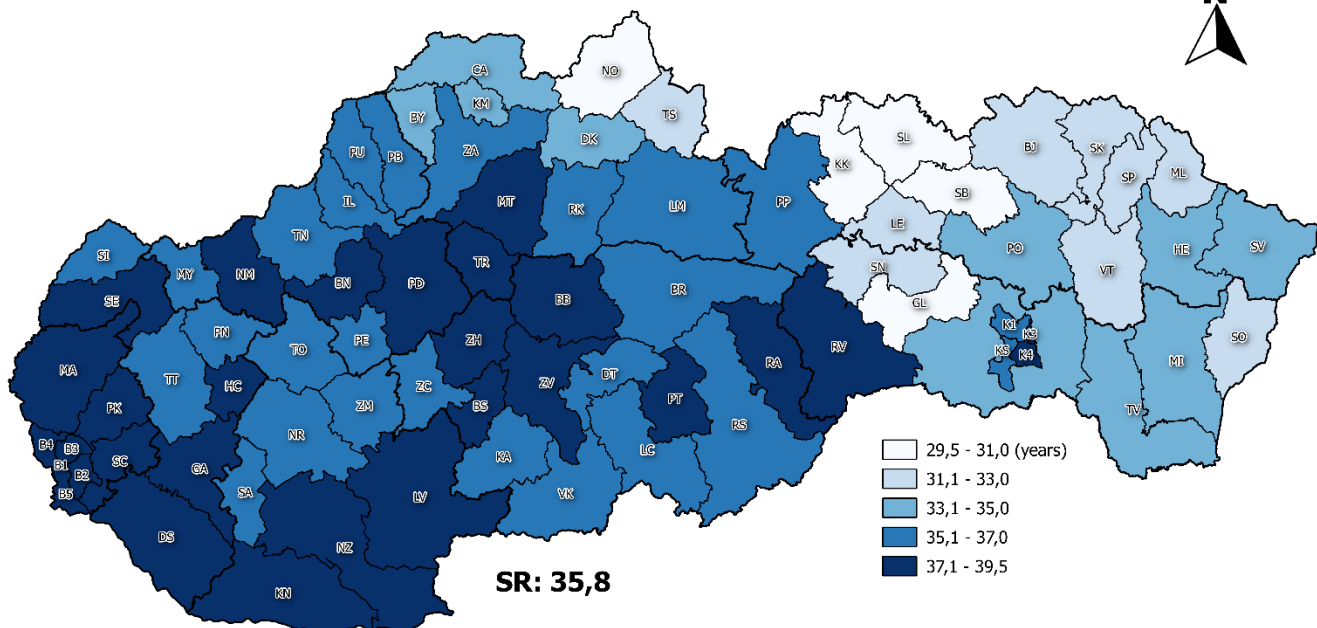 N
CA
NO
KM
BY
TS
PU
PB
ZA
DK
SL
BJ
SK
KK
SP
ML
IL
MT
RK
LM
PP
SB
LE
TN
PO
HE
SV
SI
MY
NM
BN
PD
TR
BB
BR
SN
VT
SE
GL
PN
TO
PE
ZH
RV
K1
K3
KS
K4
SO
MA
TT
HC
ZM
ZC
DT
RA
MI
PK
BS
ZV
PT
TV
NR
RS
B4
B3
B1
B2
B5
SC
GA
KA
LC
SA
LV
VK
DS
NZ
KN
29,5 - 31,0 (years)
31,1 - 33,0
33,1 - 35,0
35,1 - 37,0
37,1 - 39,5
SR: 35,8